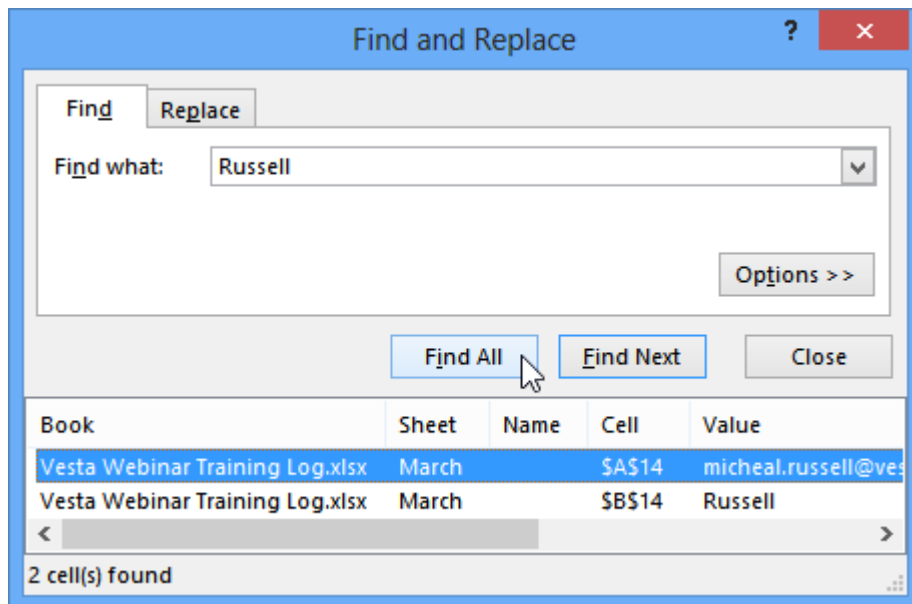 Find and Replace ?
Find Replace
Find what: Russell
Options >>
Find All Find Next Close
Book Sheet Name Cell Value
Vesta Webinar Training Log.xlsx March $A$14 micheal.russell@ves
Vesta Webinar Training Log.xlsx March $B$14 Russell
2 cell(s) found